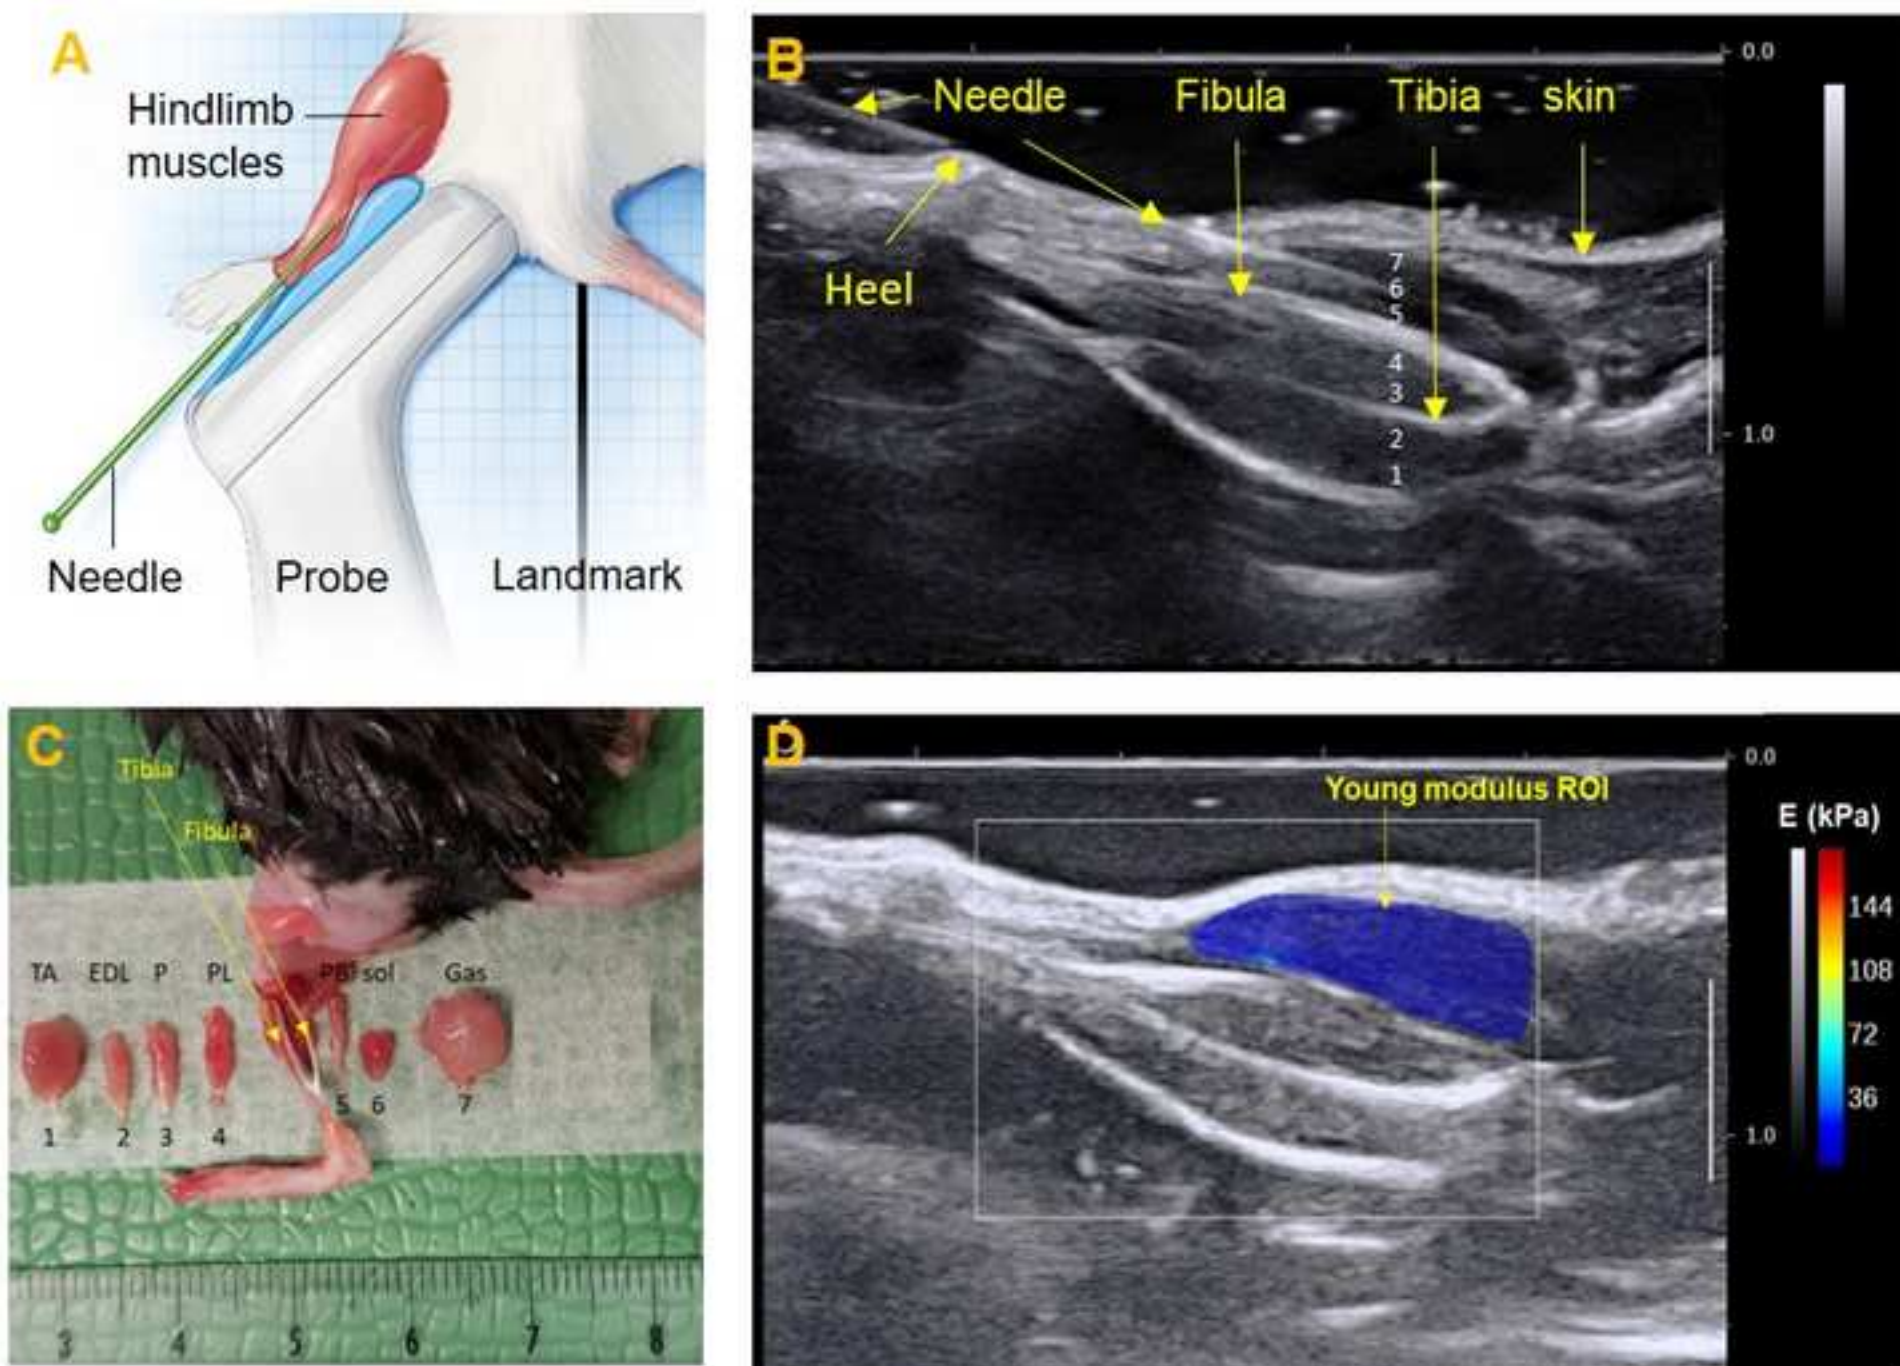 A
Hindlimb
muscles
Needle
Probe
Landmark
B
Needle
Fibula
Tibia
skin
Heel
7
6
5
4
3
2
1
0.0
1.0
C
Tibia
Fibula
TA EDL P PL sol Gas
1 2 3 4 5 6 7
3 4 5 6 7 8
D
Young modulus ROI
0.0
1.0
E (kPa)
144
108
72
36